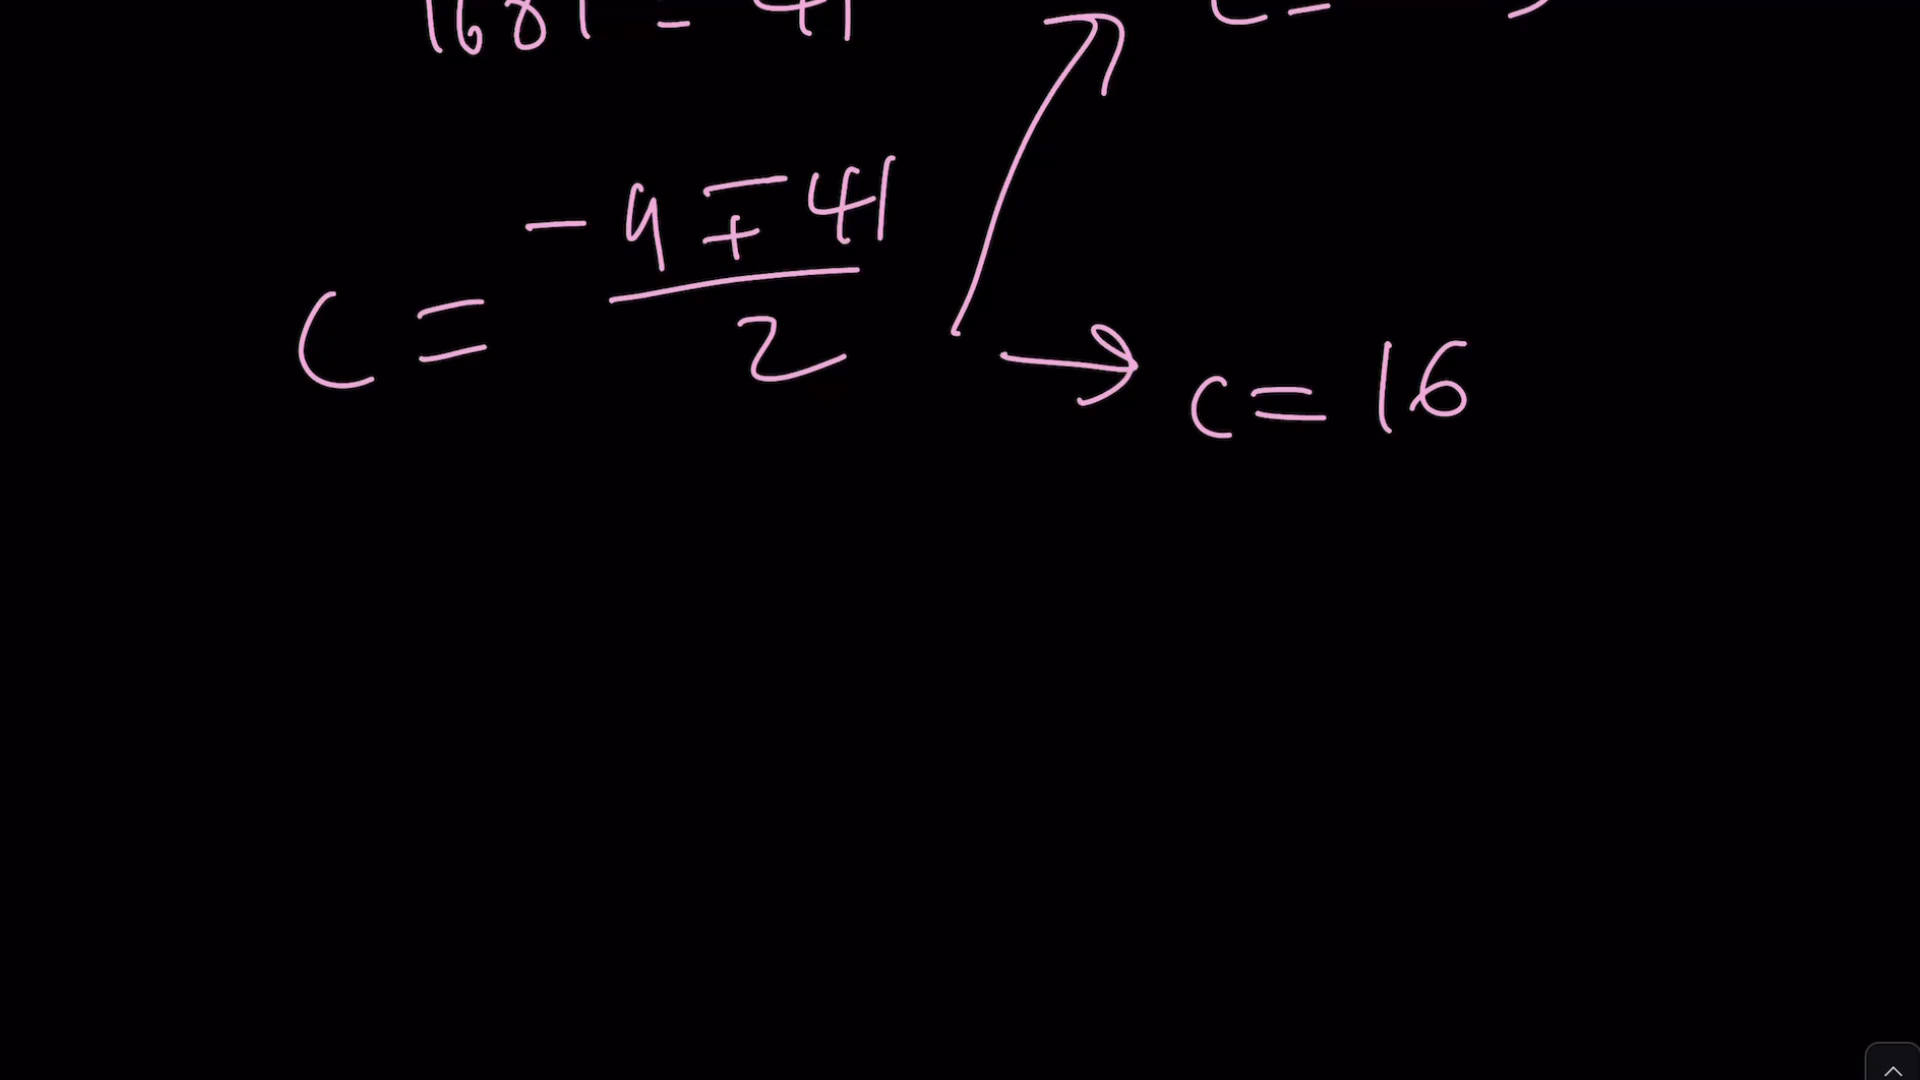 1681 = 41
c =
c = -9 ∓ 41 / 2
→ c = 16